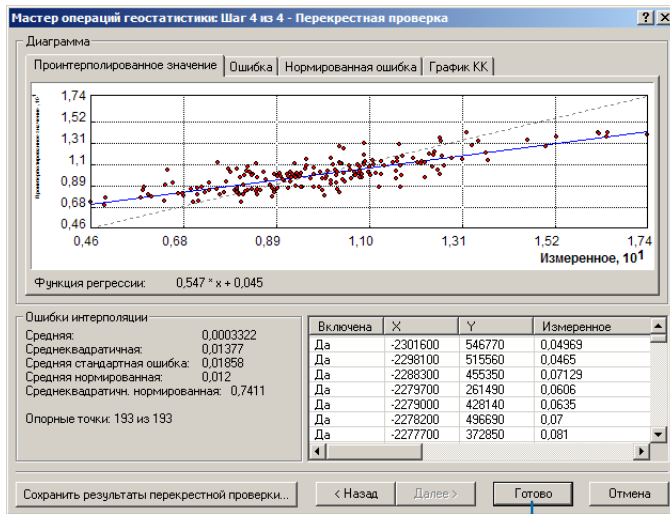 Мастер операций геостатистики: Шаг 4 из 4 - Перекрестная проверка
Диаграмма
Проинтерполированное значение Ошибка Нормированная ошибка График КК
1,74
1,52
1,31
1,1
0,89
0,68
0,46
0,46 0,68 0,89 1,10 1,31 1,52 1,74
Измеренное, 10¹
Функция регрессии: 0,547 * x + 0,045
Ошибки интерполяции
Средняя: 0,0003322
Среднеквадратичная: 0,01377
Средняя стандартная ошибка: 0,01858
Средняя нормированная: 0,012
Среднеквадратичн. нормированная: 0,7411
Опорные точки: 193 из 193
Включена X Y Измеренное
Да -2301600 546770 0,04969
Да -2298100 515560 0,0465
Да -2288300 455350 0,07129
Да -2279700 261490 0,0606
Да -2279000 428140 0,0635
Да -2278200 496690 0,07
Да -2277700 372850 0,081
Сохранить результаты перекрестной проверки... < Назад Далее > Готово Отмена